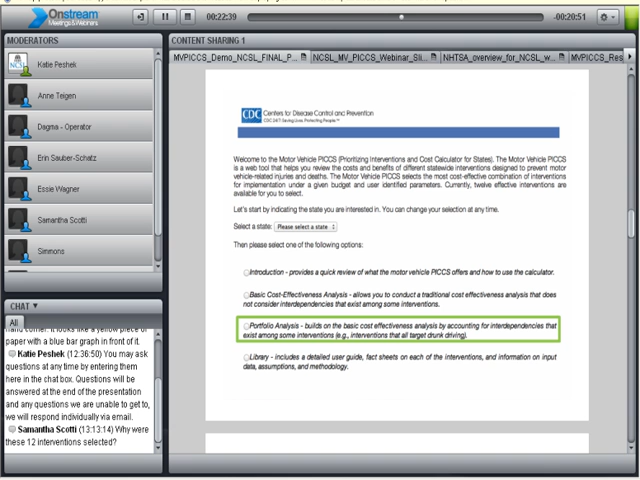 Onstream
Meetings & Webinars
00:22:39
-00:20:51
MODERATORS
NCSL
Katie Peshek
Anne Teigen
Dagma - Operator
Erin Sauber-Schatz
Essie Wagner
Samantha Scotti
Simmons
CHAT
All
hand corner. It looks like a yellow piece of
paper with a blue bar graph in front of it.
Katie Peshek (12:36:50) You may ask
questions at any time by entering them
here in the chat box. Questions will be
answered at the end of the presentation
and any questions we are unable to get to,
we will respond individually via email.
Samantha Scotti (13:13:14) Why were
these 12 interventions selected?
CONTENT SHARING 1
MVPICCS_Demo_NCSL_FINAL_P...
NCSL_MV_PICCS_Webinar_Sli...
NHTSA_overview_for_NCSL_w...
MVPICCS_Res
CDC
Centers for Disease Control and Prevention
CDC 24/7: Saving Lives. Protecting People.™
Welcome to the Motor Vehicle PICCS (Prioritizing Interventions and Cost Calculator for States). The Motor Vehicle PICCS
is a web tool that helps you review the costs and benefits of different statewide interventions designed to prevent motor
vehicle-related injuries and deaths. The Motor Vehicle PICCS selects the most cost-effective combination of interventions
for implementation under a given budget and user identified parameters. Currently, twelve effective interventions are
available for you to select.
Let's start by indicating the state you are interested in. You can change your selection at any time.
Select a state: Please select a state
Then please select one of the following options:
Introduction - provides a quick review of what the motor vehicle PICCS offers and how to use the calculator.
Basic Cost-Effectiveness Analysis - allows you to conduct a traditional cost effectiveness analysis that does
not consider interdependencies that exist among some interventions.
Portfolio Analysis - builds on the basic cost effectiveness analysis by accounting for interdependencies that
exist among some interventions (e.g., interventions that all target drunk driving).
Library - includes a detailed user guide, fact sheets on each of the interventions, and information on input
data, assumptions, and methodology.